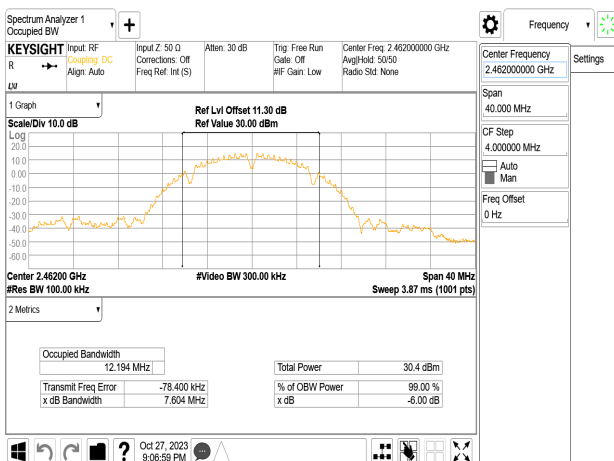 Spectrum Analyzer 1
Occupied BW
Frequency
KEYSIGHT
R
Input: RF
Coupling: DC
Align: Auto
Input Z: 50 Ω
Corrections: Off
Freq Ref: Int (S)
Atten: 30 dB
Trig: Free Run
Gate: Off
#IF Gain: Low
Center Freq: 2.462000000 GHz
Avg|Hold: 50/50
Radio Std: None
Center Frequency
2.462000000 GHz
Settings
Span
40.000 MHz
CF Step
4.000000 MHz
Auto
Man
Freq Offset
0 Hz
1 Graph
Scale/Div 10.0 dB
Ref Lvl Offset 11.30 dB
Ref Value 30.00 dBm
Log
20.0
10.0
0.00
-10.0
-20.0
-30.0
-40.0
-50.0
-60.0
Center 2.46200 GHz
#Res BW 100.00 kHz
#Video BW 300.00 kHz
Span 40 MHz
Sweep 3.87 ms (1001 pts)
2 Metrics
Occupied Bandwidth
12.194 MHz
Total Power 30.4 dBm
Transmit Freq Error -78.400 kHz
% of OBW Power 99.00 %
x dB Bandwidth 7.604 MHz
x dB -6.00 dB
Oct 27, 2023
9:06:59 PM